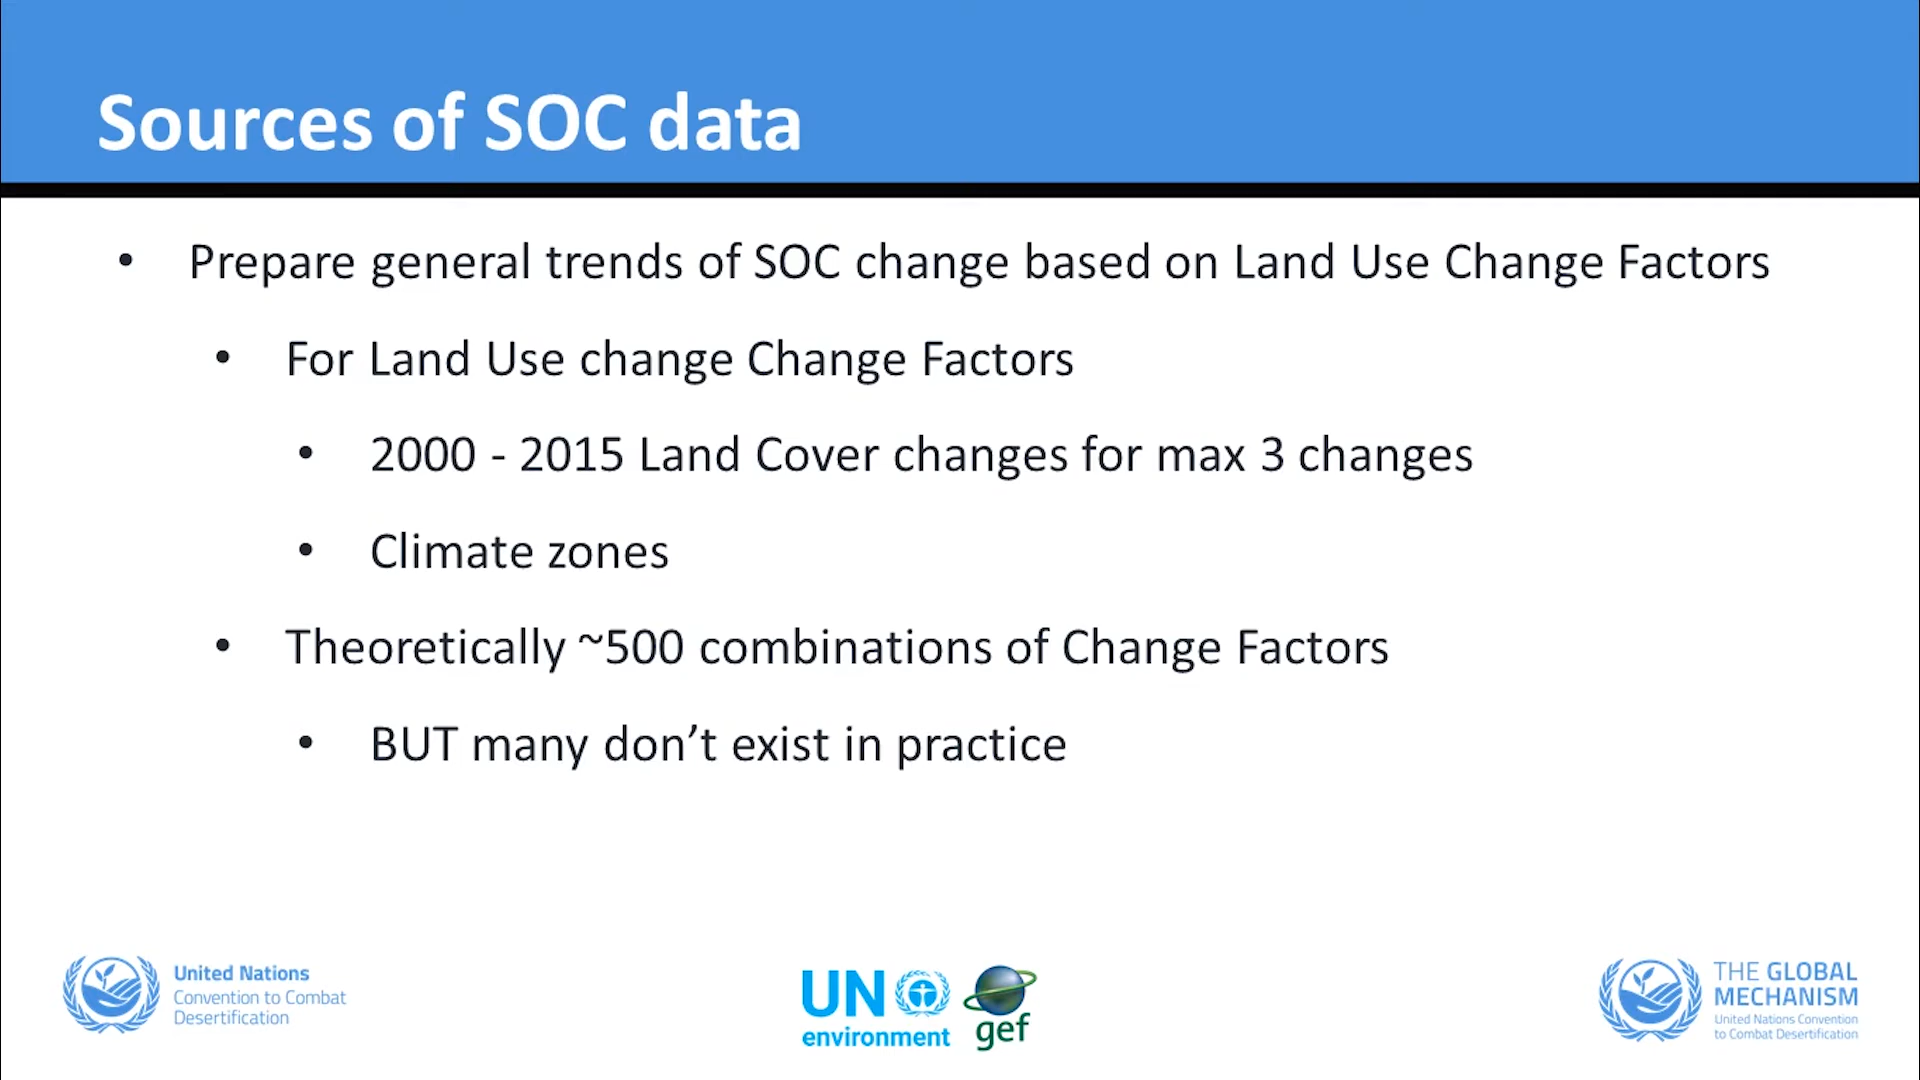 Sources of SOC data
• Prepare general trends of SOC change based on Land Use Change Factors
• For Land Use change Change Factors
• 2000 - 2015 Land Cover changes for max 3 changes
• Climate zones
• Theoretically ~500 combinations of Change Factors
• BUT many don’t exist in practice
United Nations
Convention to Combat
Desertification
UN
environment
gef
THE GLOBAL
MECHANISM
United Nations Convention
to Combat Desertification